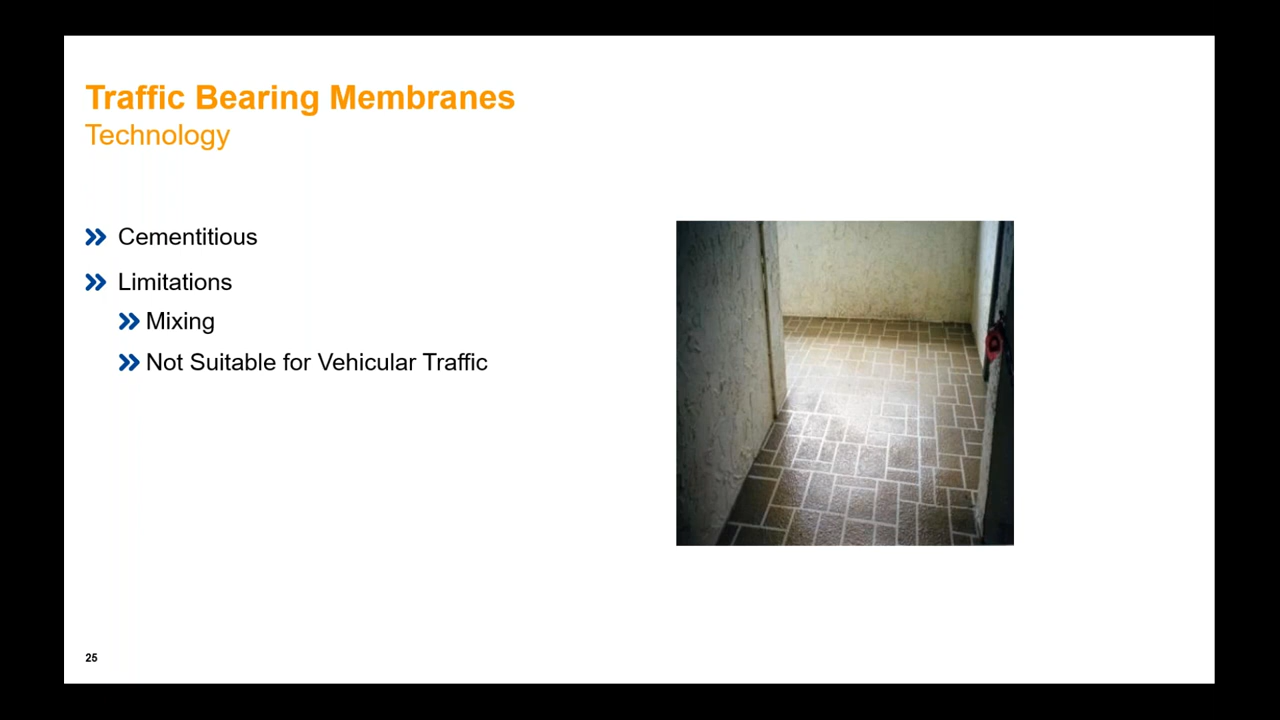 Traffic Bearing Membranes
Technology
Cementitious
Limitations
Mixing
Not Suitable for Vehicular Traffic
25